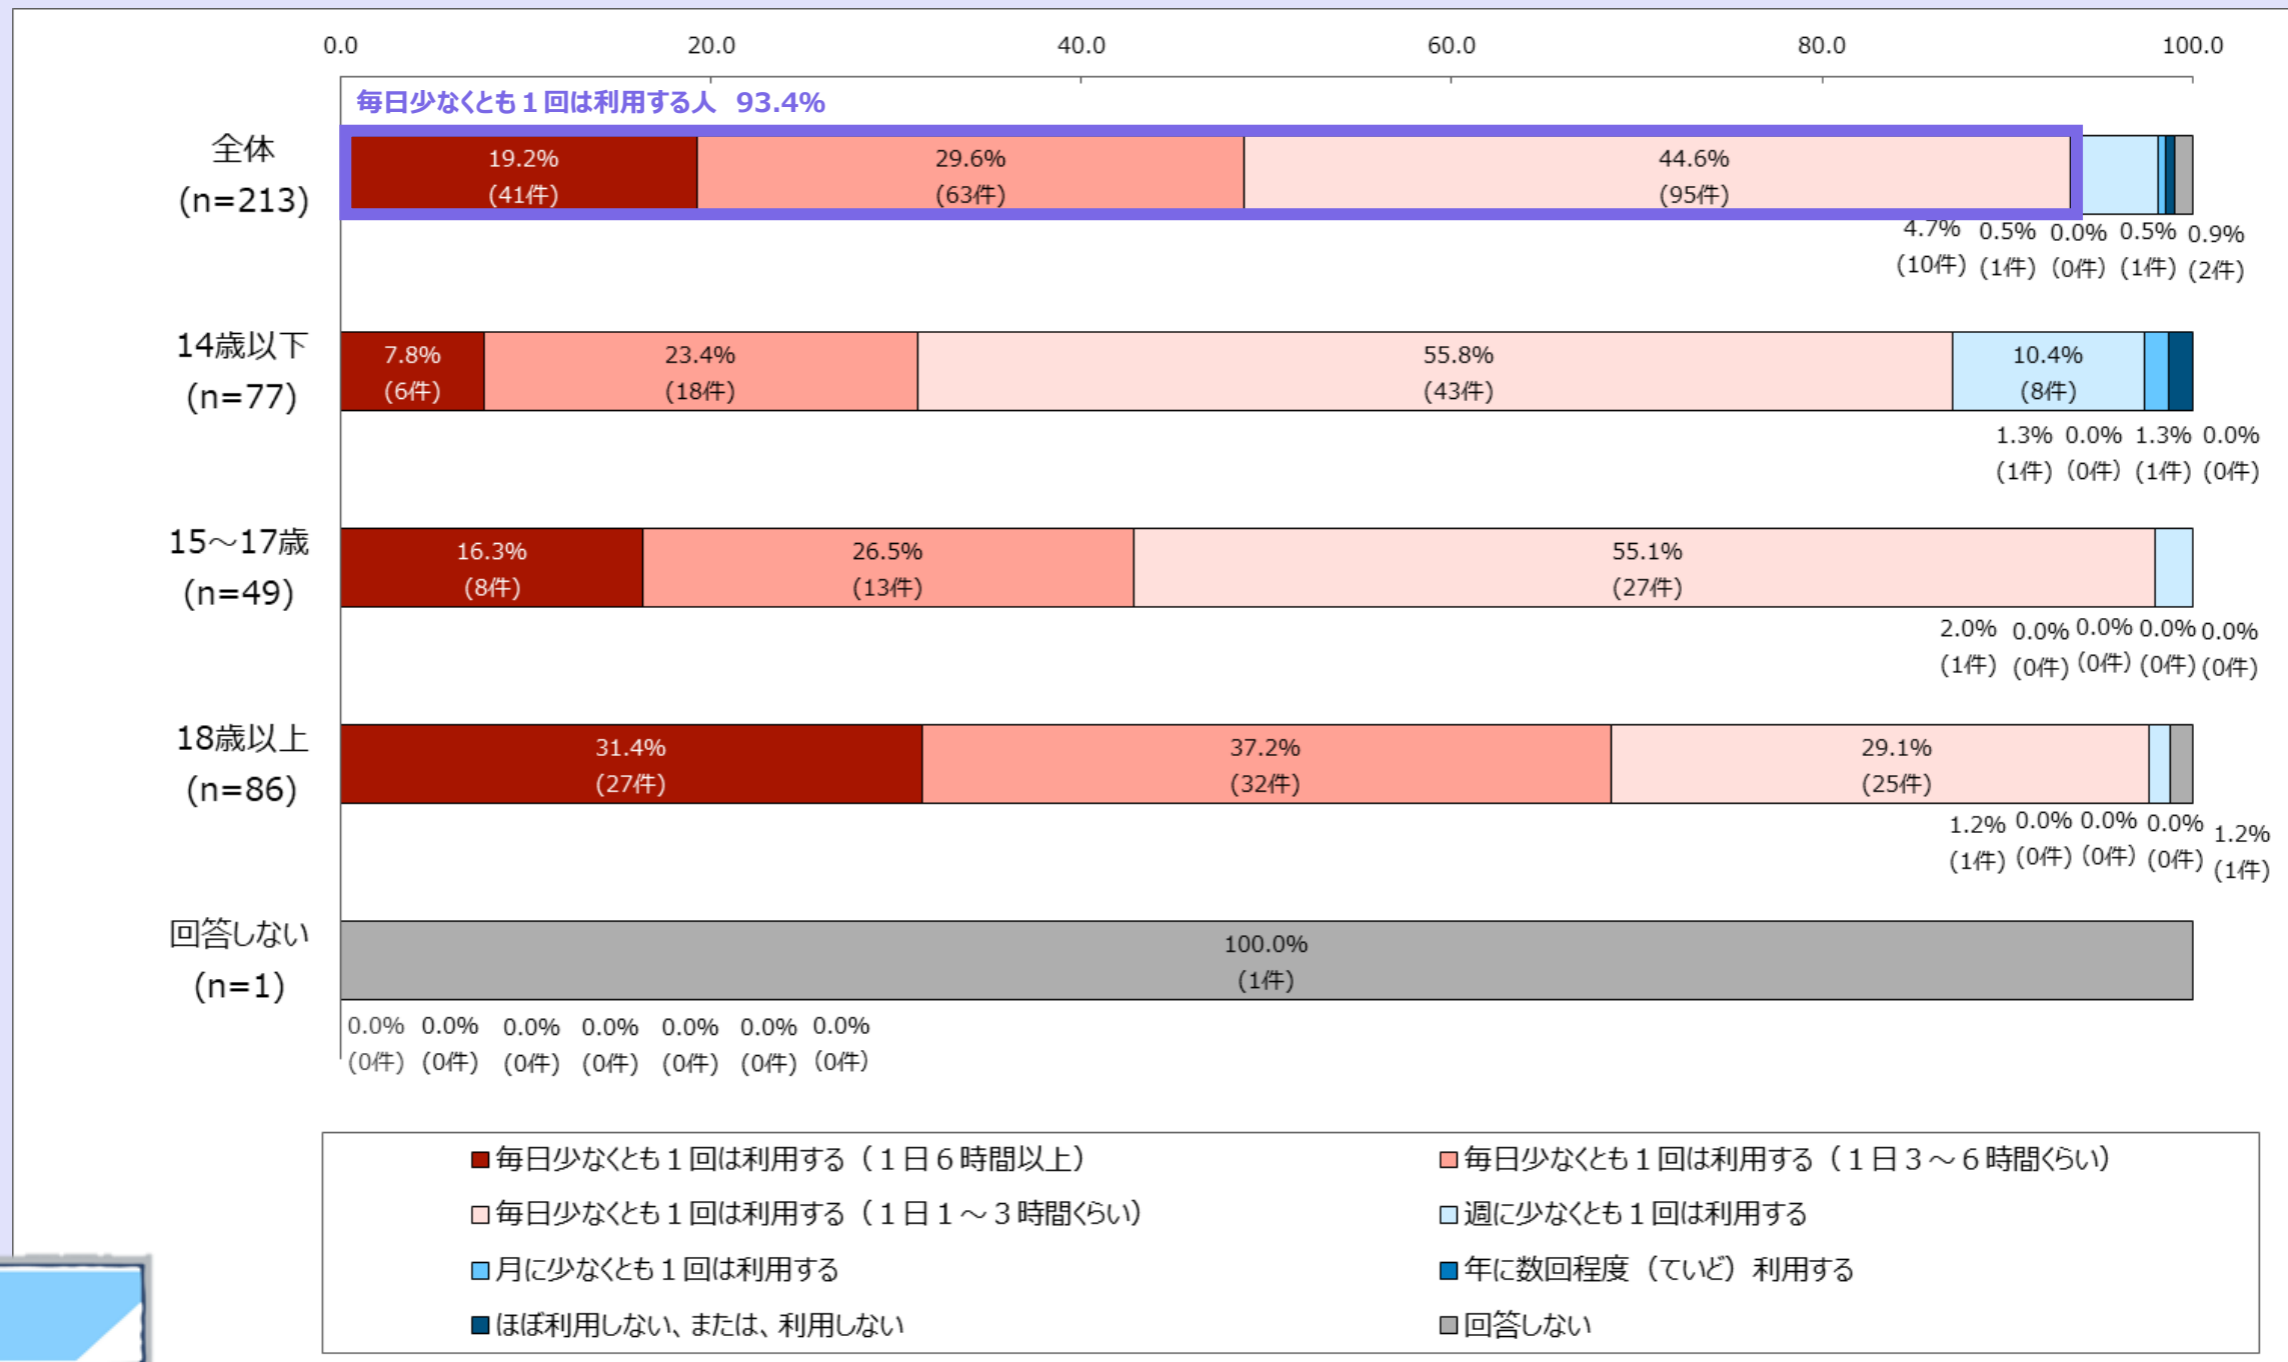 0.0 20.0 40.0 60.0 80.0 100.0
毎日少なくとも１回は利用する人 93.4%
全体
(n=213)
19.2% 29.6% 44.6%
(41件) (63件) (95件)
4.7% 0.5% 0.0% 0.5% 0.9%
(10件) (1件) (0件) (1件) (2件)
14歳以下
(n=77)
7.8% 23.4% 55.8% 10.4%
(6件) (18件) (43件) (8件)
1.3% 0.0% 1.3% 0.0%
(1件) (0件) (1件) (0件)
15～17歳
(n=49)
16.3% 26.5% 55.1%
(8件) (13件) (27件)
2.0% 0.0% 0.0% 0.0% 0.0%
(1件) (0件) (0件) (0件) (0件)
18歳以上
(n=86)
31.4% 37.2% 29.1%
(27件) (32件) (25件)
1.2% 0.0% 0.0% 0.0% 1.2%
(1件) (0件) (0件) (0件) (1件)
回答しない
(n=1)
100.0%
(1件)
0.0% 0.0% 0.0% 0.0% 0.0% 0.0% 0.0%
(0件) (0件) (0件) (0件) (0件) (0件) (0件)
毎日少なくとも１回は利用する（１日６時間以上） 毎日少なくとも１回は利用する（１日３～６時間くらい）
毎日少なくとも１回は利用する（１日１～３時間くらい） 週に少なくとも１回は利用する
月に少なくとも１回は利用する 年に数回程度（ていど）利用する
ほぼ利用しない、または、利用しない 回答しない